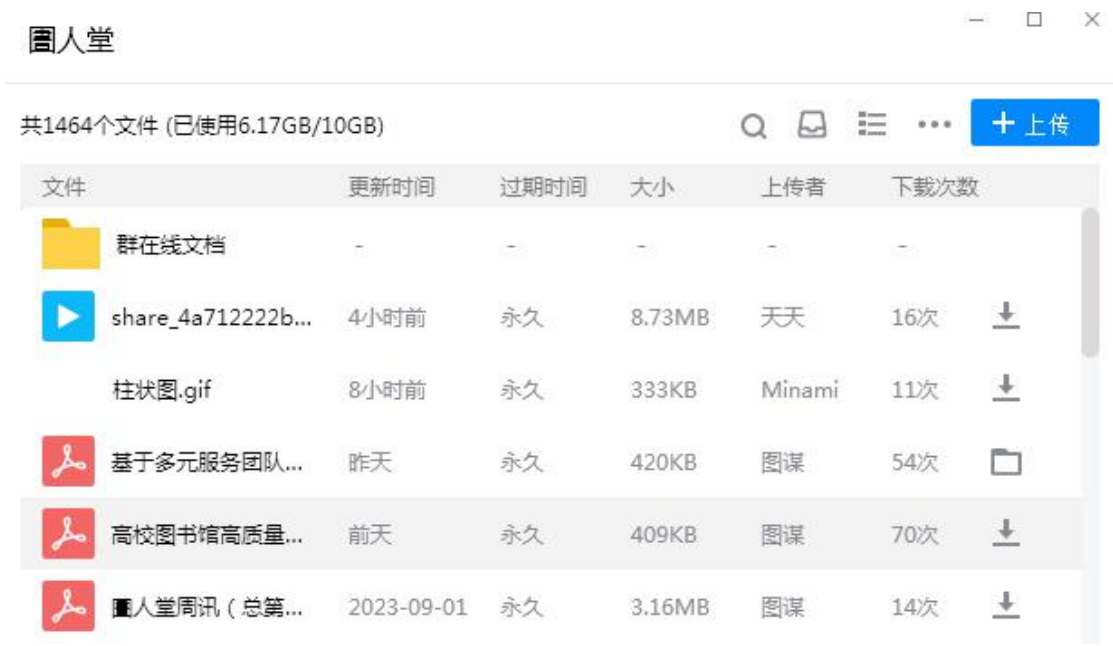 圕人堂
共1464个文件 (已使用6.17GB/10GB)
上传
文件 更新时间 过期时间 大小 上传者 下载次数
群在线文档 - - - - -
share_4a712222b... 4小时前 永久 8.73MB 天天 16次
柱状图.gif 8小时前 永久 333KB Minami 11次
基于多元服务团队... 昨天 永久 420KB 图谋 54次
高校图书馆高质量... 前天 永久 409KB 图谋 70次
圕人堂周讯（总第... 2023-09-01 永久 3.16MB 图谋 14次